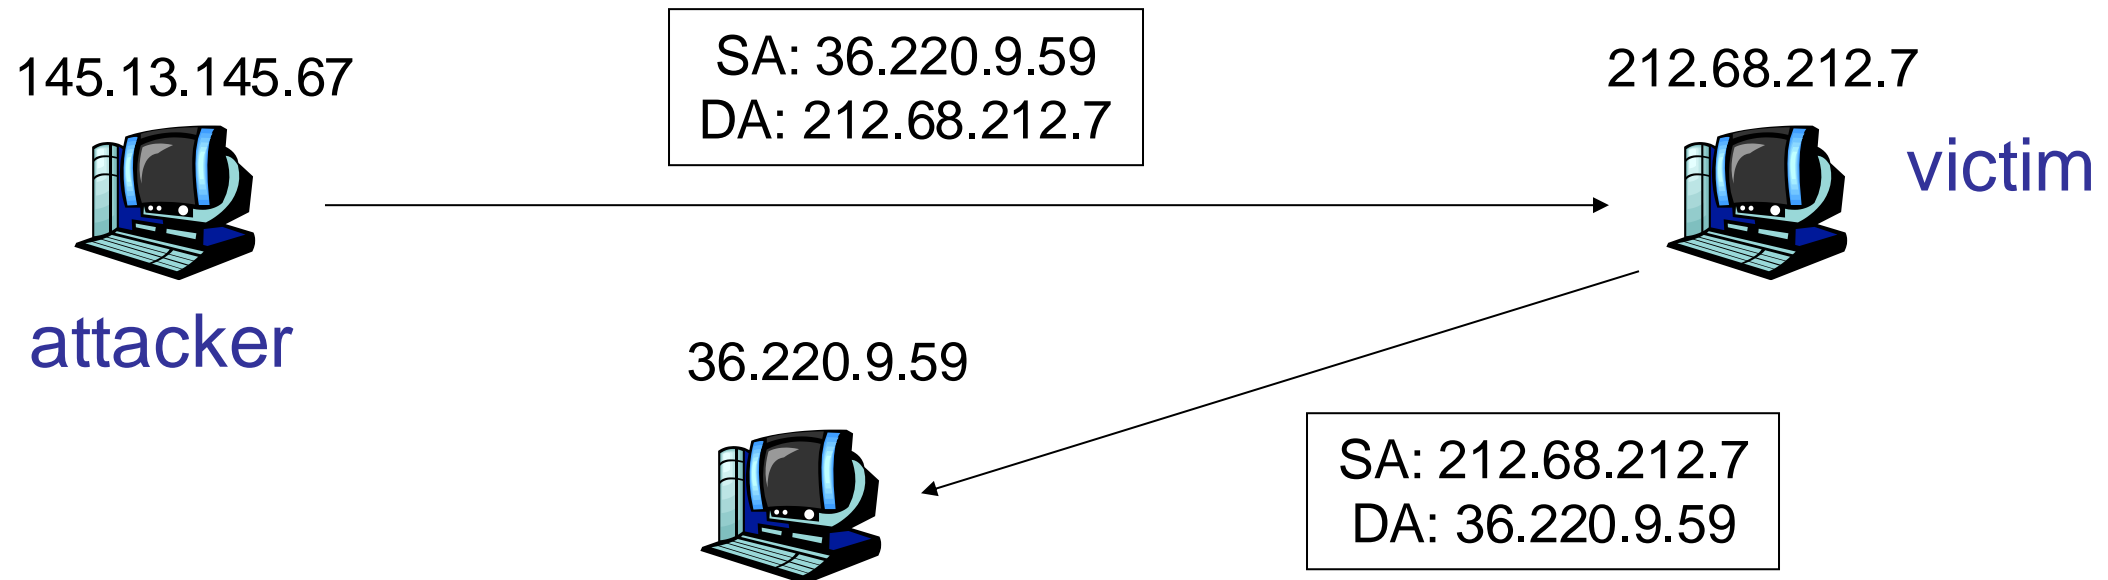 145.13.145.67
SA: 36.220.9.59
DA: 212.68.212.7
212.68.212.7
victim
attacker
36.220.9.59
SA: 212.68.212.7
DA: 36.220.9.59